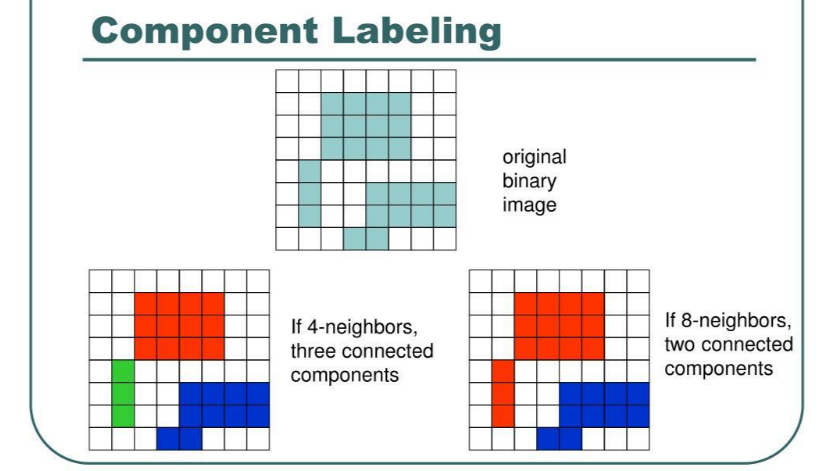 Component Labeling
original
binary
image
If 4-neighbors,
three connected
components
If 8-neighbors,
two connected
components